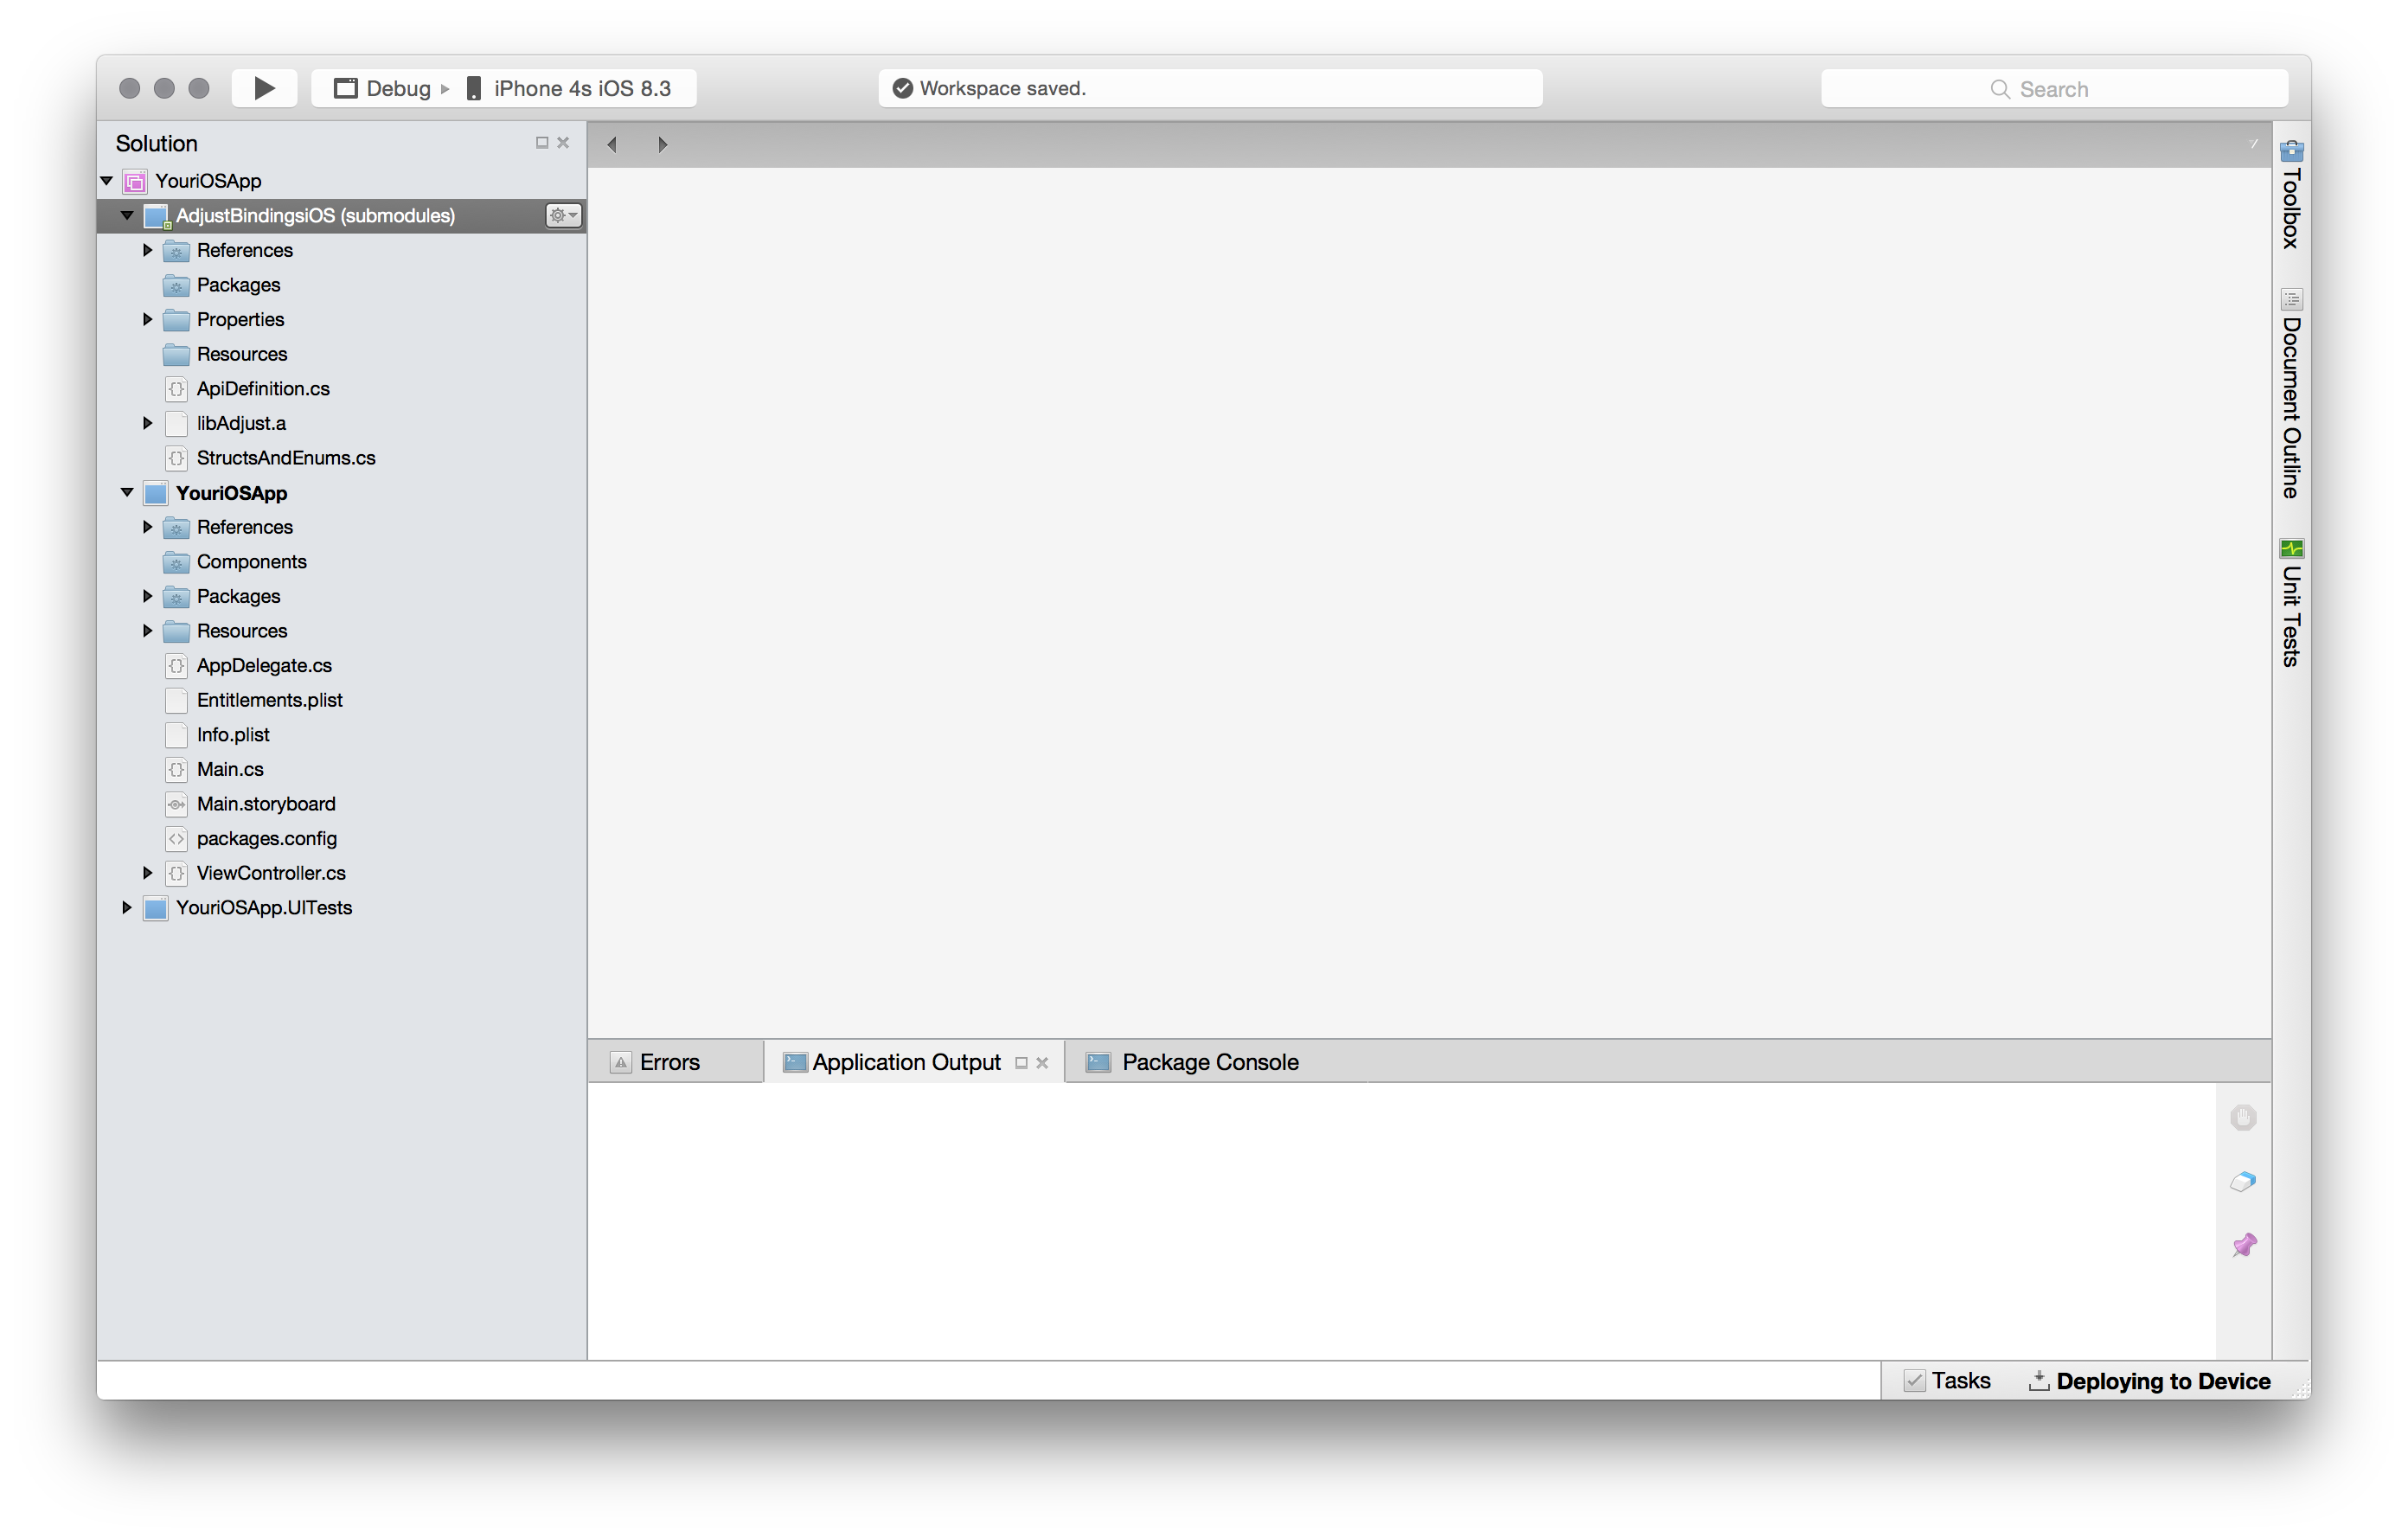 Debug
iPhone 4s iOS 8.3
Workspace saved.
Search
Solution
YouriOSApp
AdjustBindingsiOS (submodules)
References
Packages
Properties
Resources
ApiDefinition.cs
libAdjust.a
StructsAndEnums.cs
YouriOSApp
References
Components
Packages
Resources
AppDelegate.cs
Entitlements.plist
Info.plist
Main.cs
Main.storyboard
packages.config
ViewController.cs
YouriOSApp.UITests
Toolbox
Document Outline
Unit Tests
Errors
Application Output
Package Console
Tasks
Deploying to Device